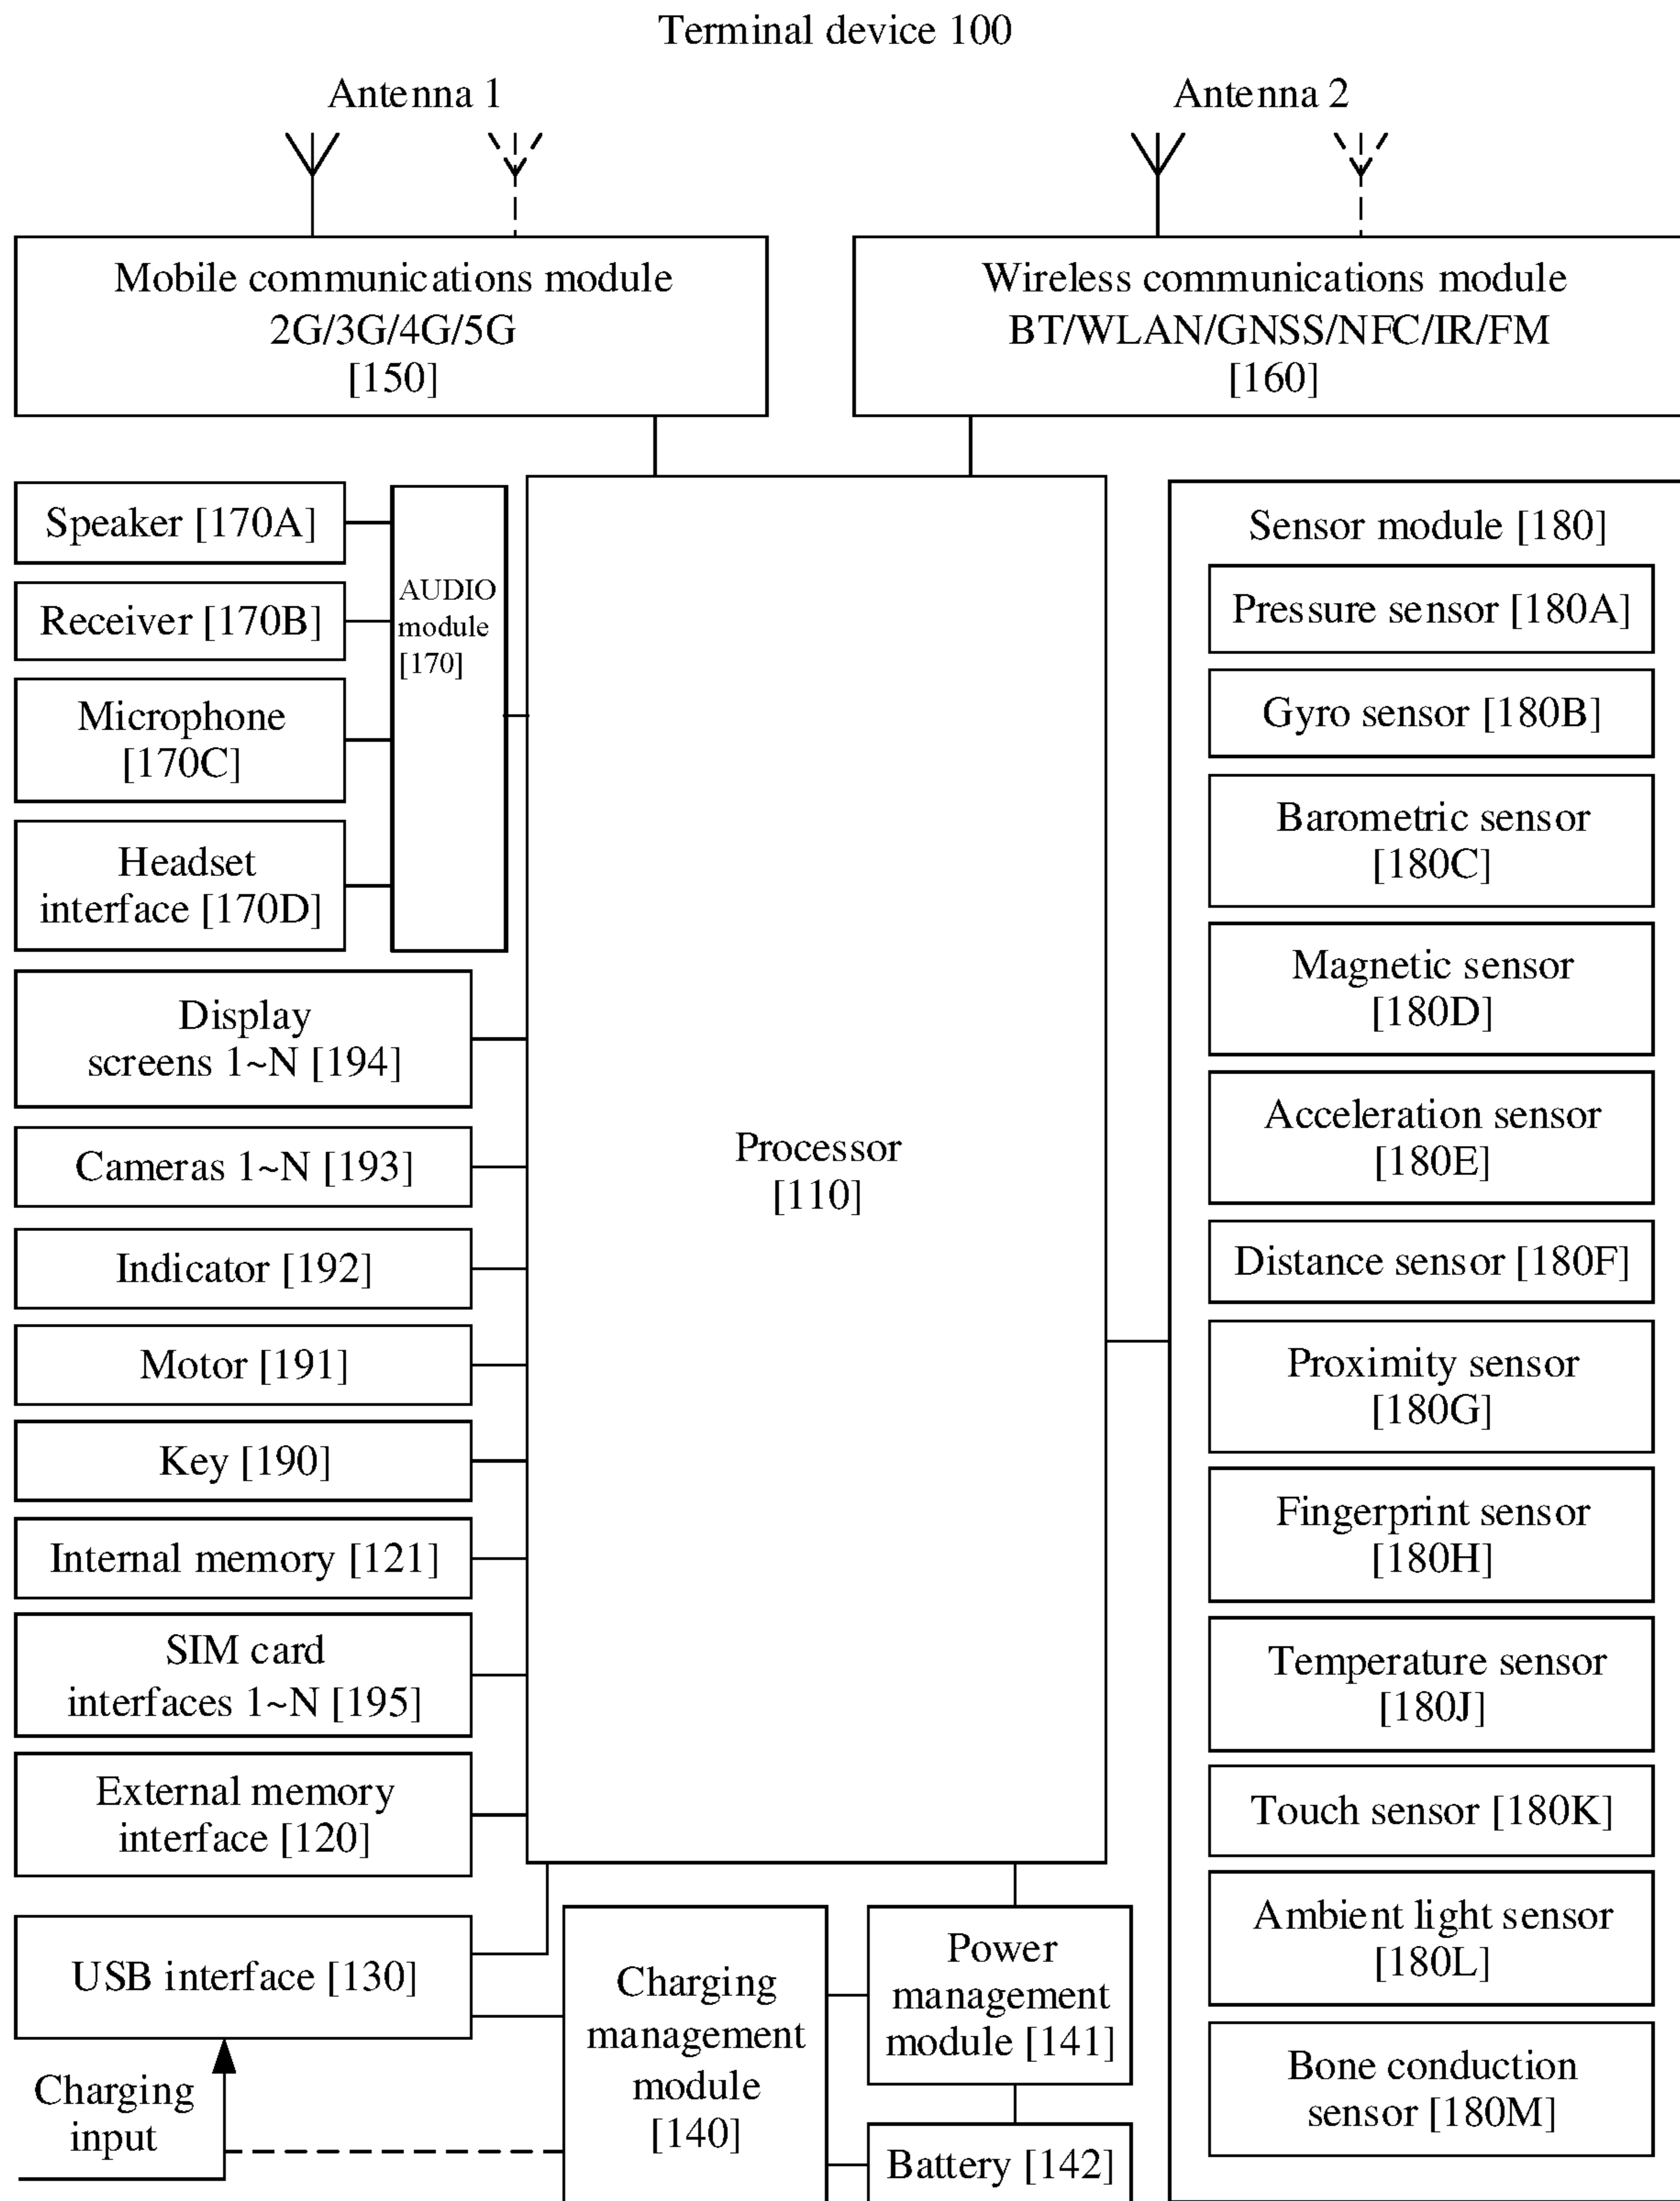 Terminal device 100
Antenna 1
Antenna 2
Mobile communications module
2G/3G/4G/5G
[150]
Wireless communications module
BT/WLAN/GNSS/NFC/IR/FM
[160]
Speaker [170A]
Receiver [170B]
Microphone
[170C]
Headset
interface [170D]
AUDIO
module
[170]
Display
screens 1~N [194]
Cameras 1~N [193]
Indicator [192]
Motor [191]
Key [190]
Internal memory [121]
SIM card
interfaces 1~N [195]
External memory
interface [120]
USB interface [130]
Charging
input
Processor
[110]
Charging
management
module
[140]
Power
management
module [141]
Battery [142]
Sensor module [180]
Pressure sensor [180A]
Gyro sensor [180B]
Barometric sensor
[180C]
Magnetic sensor
[180D]
Acceleration sensor
[180E]
Distance sensor [180F]
Proximity sensor
[180G]
Fingerprint sensor
[180H]
Temperature sensor
[180J]
Touch sensor [180K]
Ambient light sensor
[180L]
Bone conduction
sensor [180M]